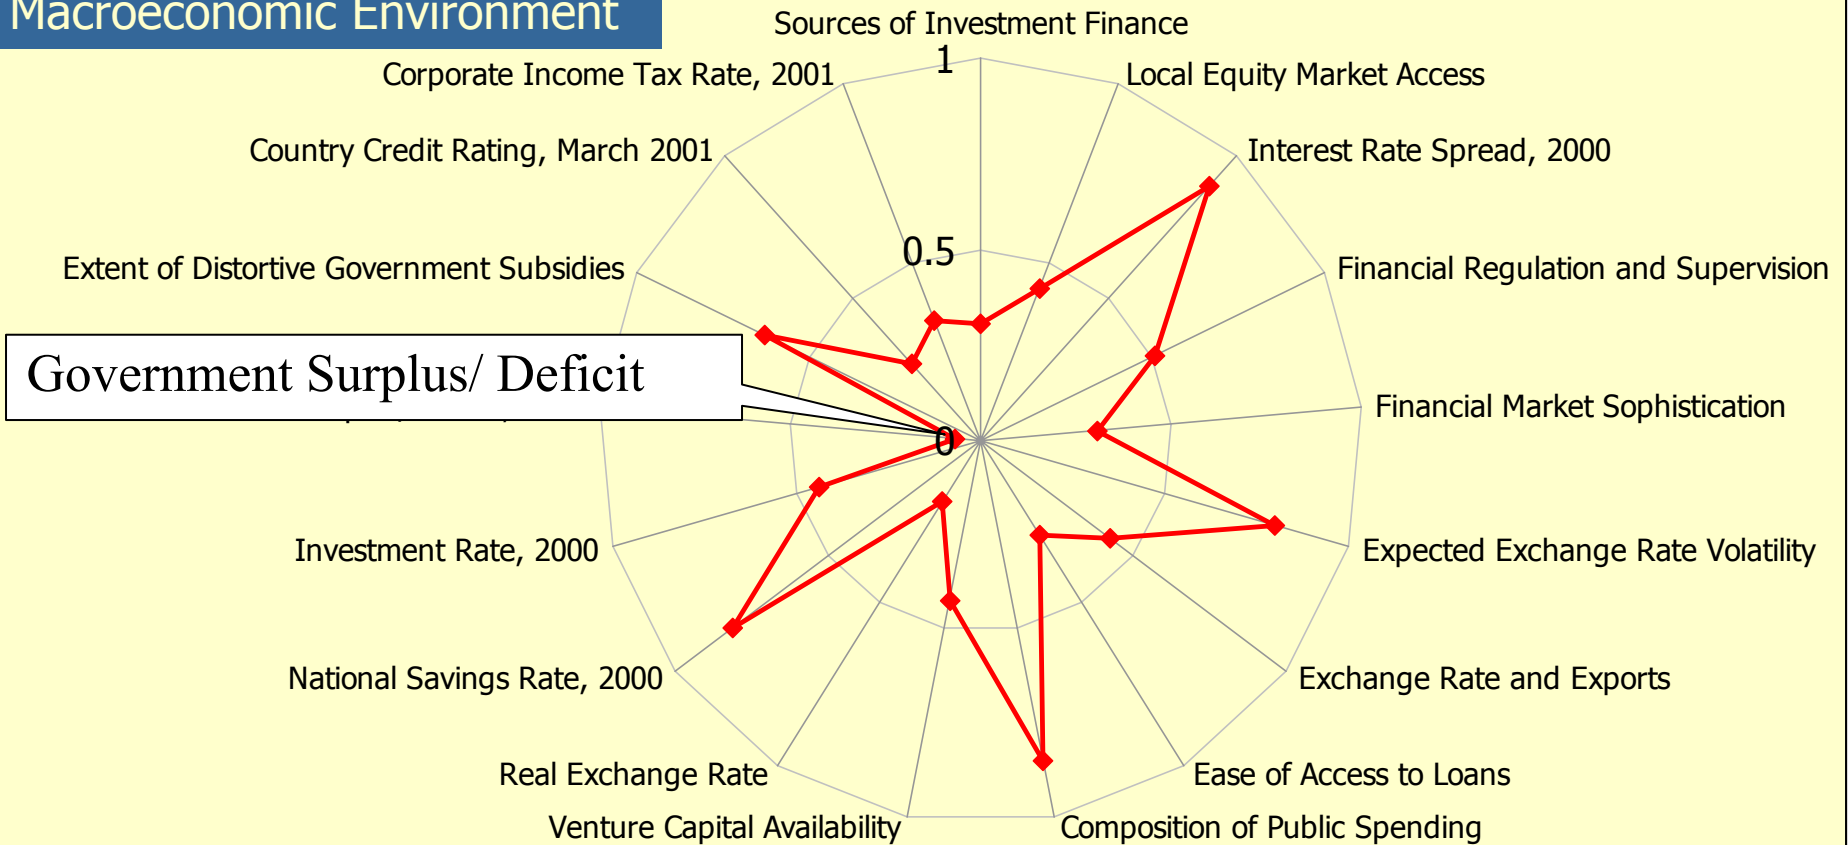 Macroeconomic Environment
Sources of Investment Finance
1
Corporate Income Tax Rate, 2001
Local Equity Market Access
Country Credit Rating, March 2001
Interest Rate Spread, 2000
0.5
Extent of Distortive Government Subsidies
Financial Regulation and Supervision
Government Surplus/ Deficit
Financial Market Sophistication
0
Investment Rate, 2000
Expected Exchange Rate Volatility
National Savings Rate, 2000
Exchange Rate and Exports
Real Exchange Rate
Ease of Access to Loans
Venture Capital Availability
Composition of Public Spending